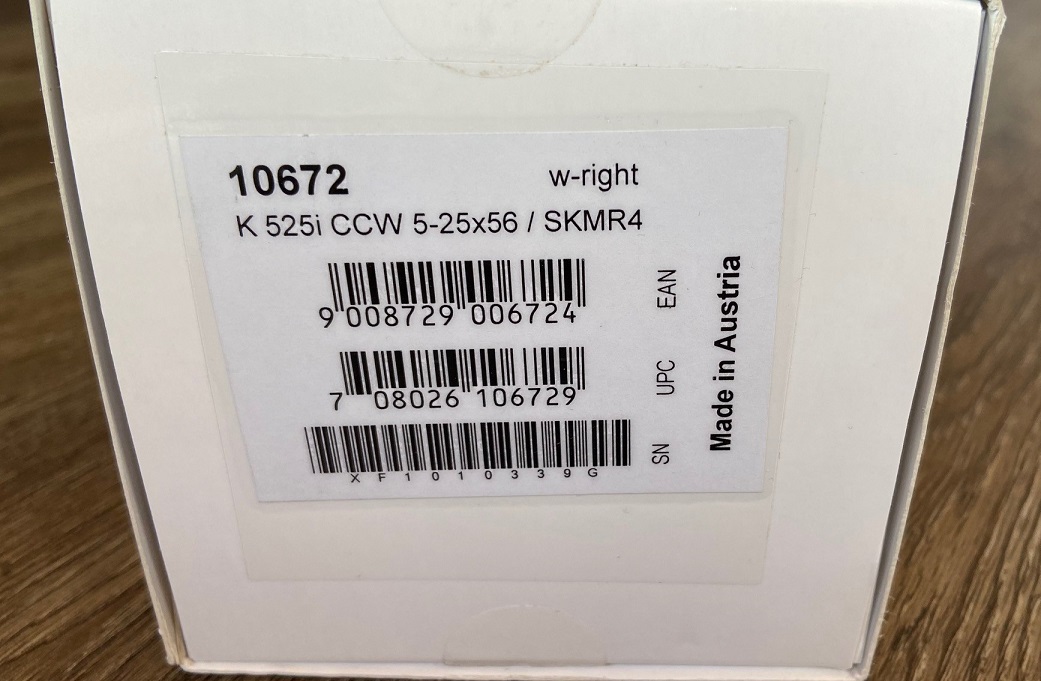 10672 w-right
K 525i CCW 5-25x56 / SKMR4
9 008729 006724 EAN
7 08026 106729 UPC
XF1010339G SN
Made in Austria